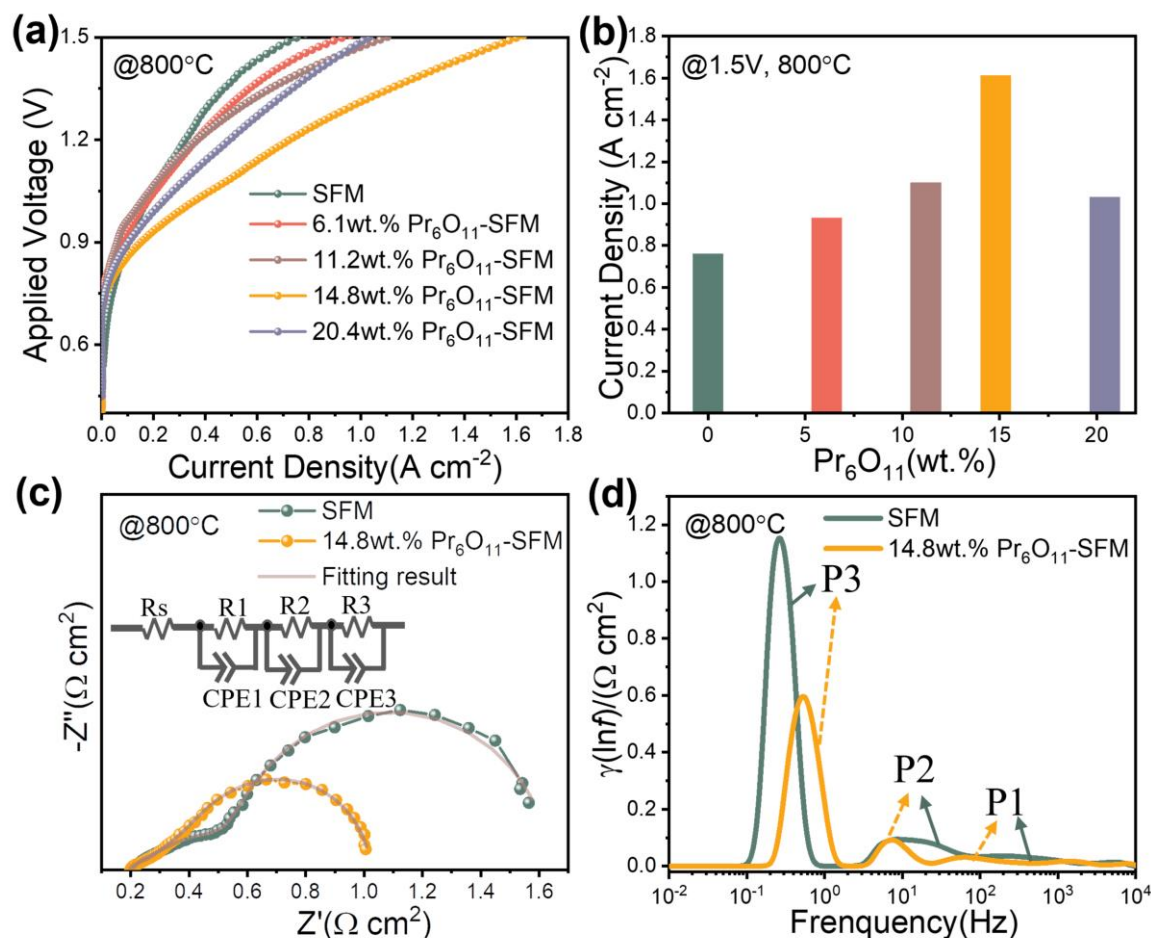 (a)
@800°C
Applied Voltage (V)
1.5
1.2
0.9
0.6
SFM
6.1wt.% Pr₆O₁₁-SFM
11.2wt.% Pr₆O₁₁-SFM
14.8wt.% Pr₆O₁₁-SFM
20.4wt.% Pr₆O₁₁-SFM
0.0 0.2 0.4 0.6 0.8 1.0 1.2 1.4 1.6 1.8
Current Density(A cm⁻²)
(b)
@1.5V, 800°C
Current Density (A cm⁻²)
1.8
1.6
1.4
1.2
1.0
0.8
0.6
0.4
0.2
0.0
0 5 10 15 20
Pr₆O₁₁(wt.%)
(c)
@800°C
SFM
14.8wt.% Pr₆O₁₁-SFM
Fitting result
Rs R1 R2 R3
CPE1 CPE2 CPE3
-Z''(Ω cm²)
0.2 0.4 0.6 0.8 1.0 1.2 1.4 1.6
Z'(Ω cm²)
(d)
@800°C
SFM
14.8wt.% Pr₆O₁₁-SFM
P3
P2
P1
γ(lnf)/(Ω cm²)
1.2
1.0
0.8
0.6
0.4
0.2
0.0
10⁻² 10⁻¹ 10⁰ 10¹ 10² 10³ 10⁴
Frenquency(Hz)